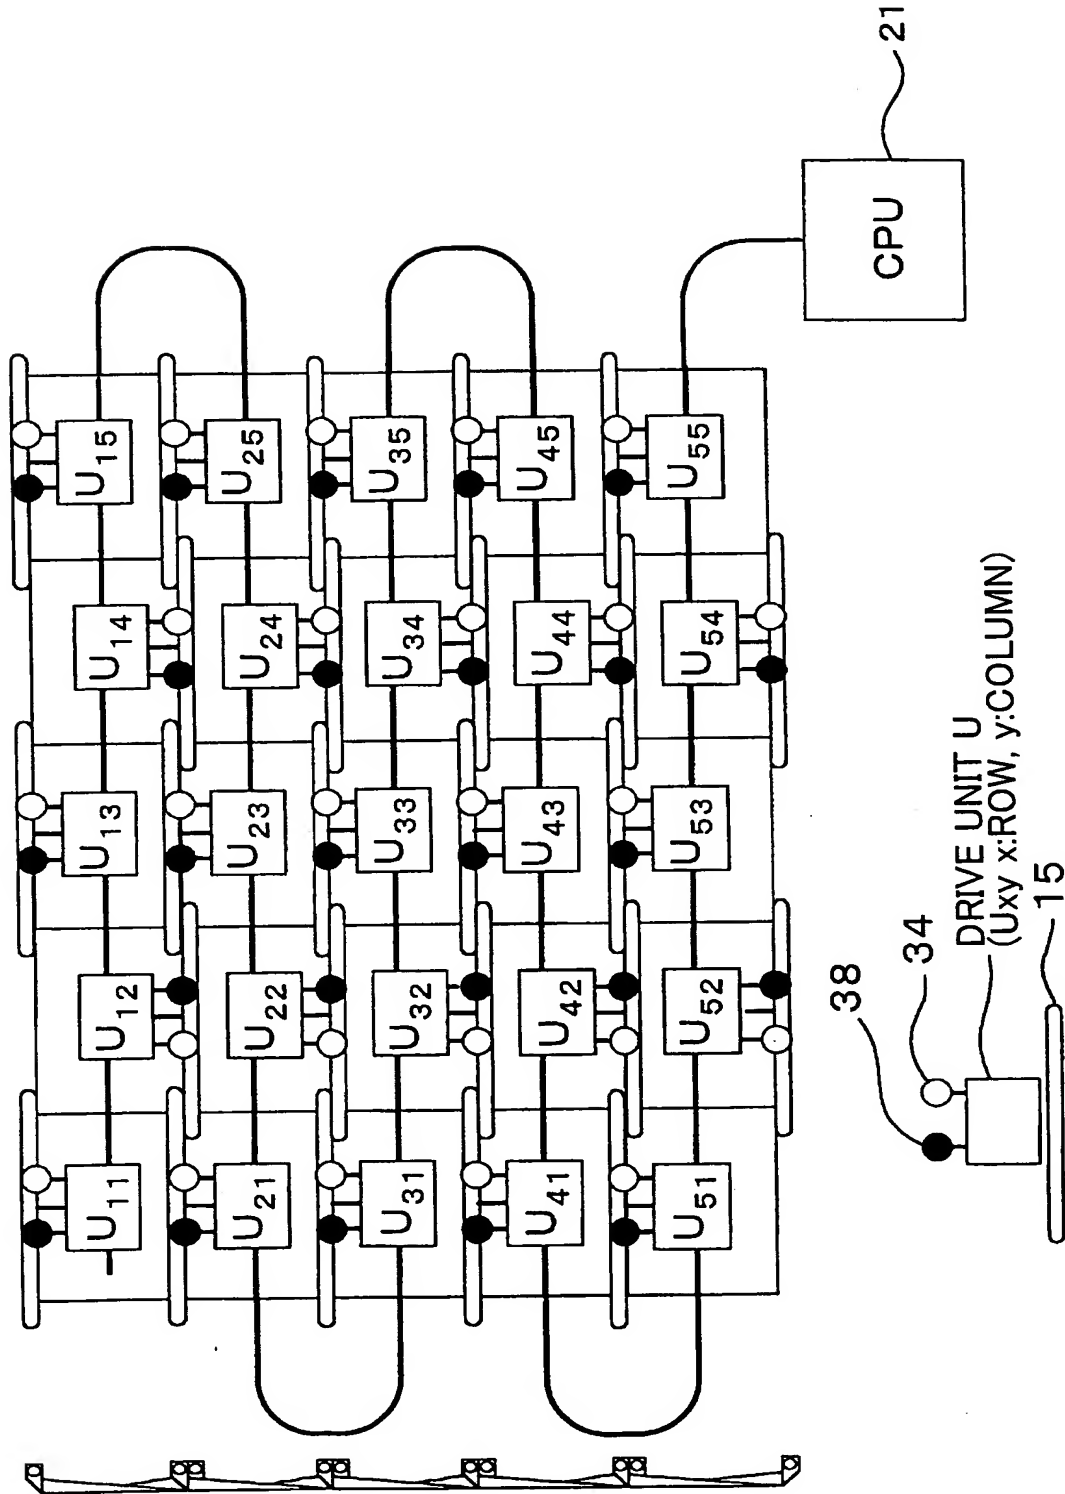 U11 U12 U13 U14 U15
U21 U22 U23 U24 U25
U31 U32 U33 U34 U35
U41 U42 U43 U44 U45
U51 U52 U53 U54 U55
CPU
21
38
34
DRIVE UNIT U
(Uxy x:ROW, y:COLUMN)
15